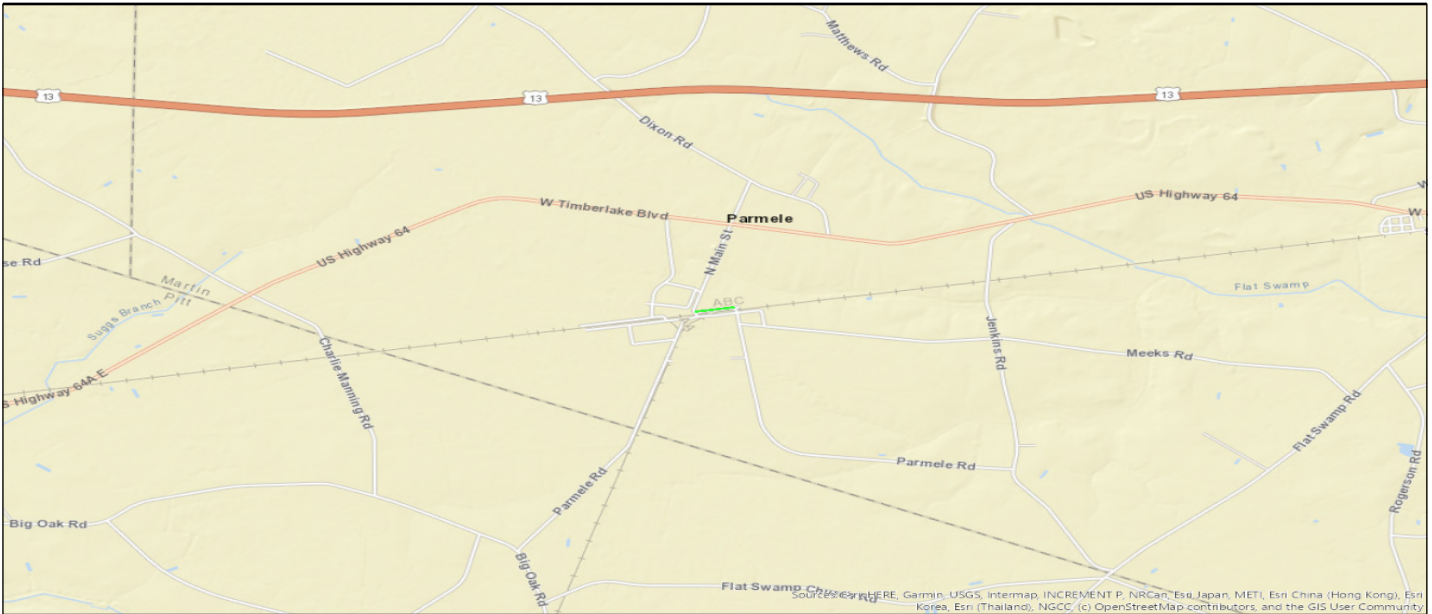 Matthews Rd
13
13
13
Dixon Rd
US Highway 64
W Timberlake Blvd
Parmele
W
US Highway 64
N Main St
se Rd
Martin
Pitt
Flat Swamp
Suggs Branch
ABC
Jenkins Rd
Charlie Manning Rd
Meeks Rd
S Highway 64A E
Flat Swamp Rd
Parmele Rd
Rogerson Rd
Parmele Rd
Big Oak Rd
Big Oak Rd
Flat Swamp Church Rd
Sources: Esri, HERE, Garmin, USGS, Intermap, INCREMENT P, NRCan, Esri Japan, METI, Esri China (Hong Kong), Esri
Korea, Esri (Thailand), NGCC, (c) OpenStreetMap contributors, and the GIS User Community